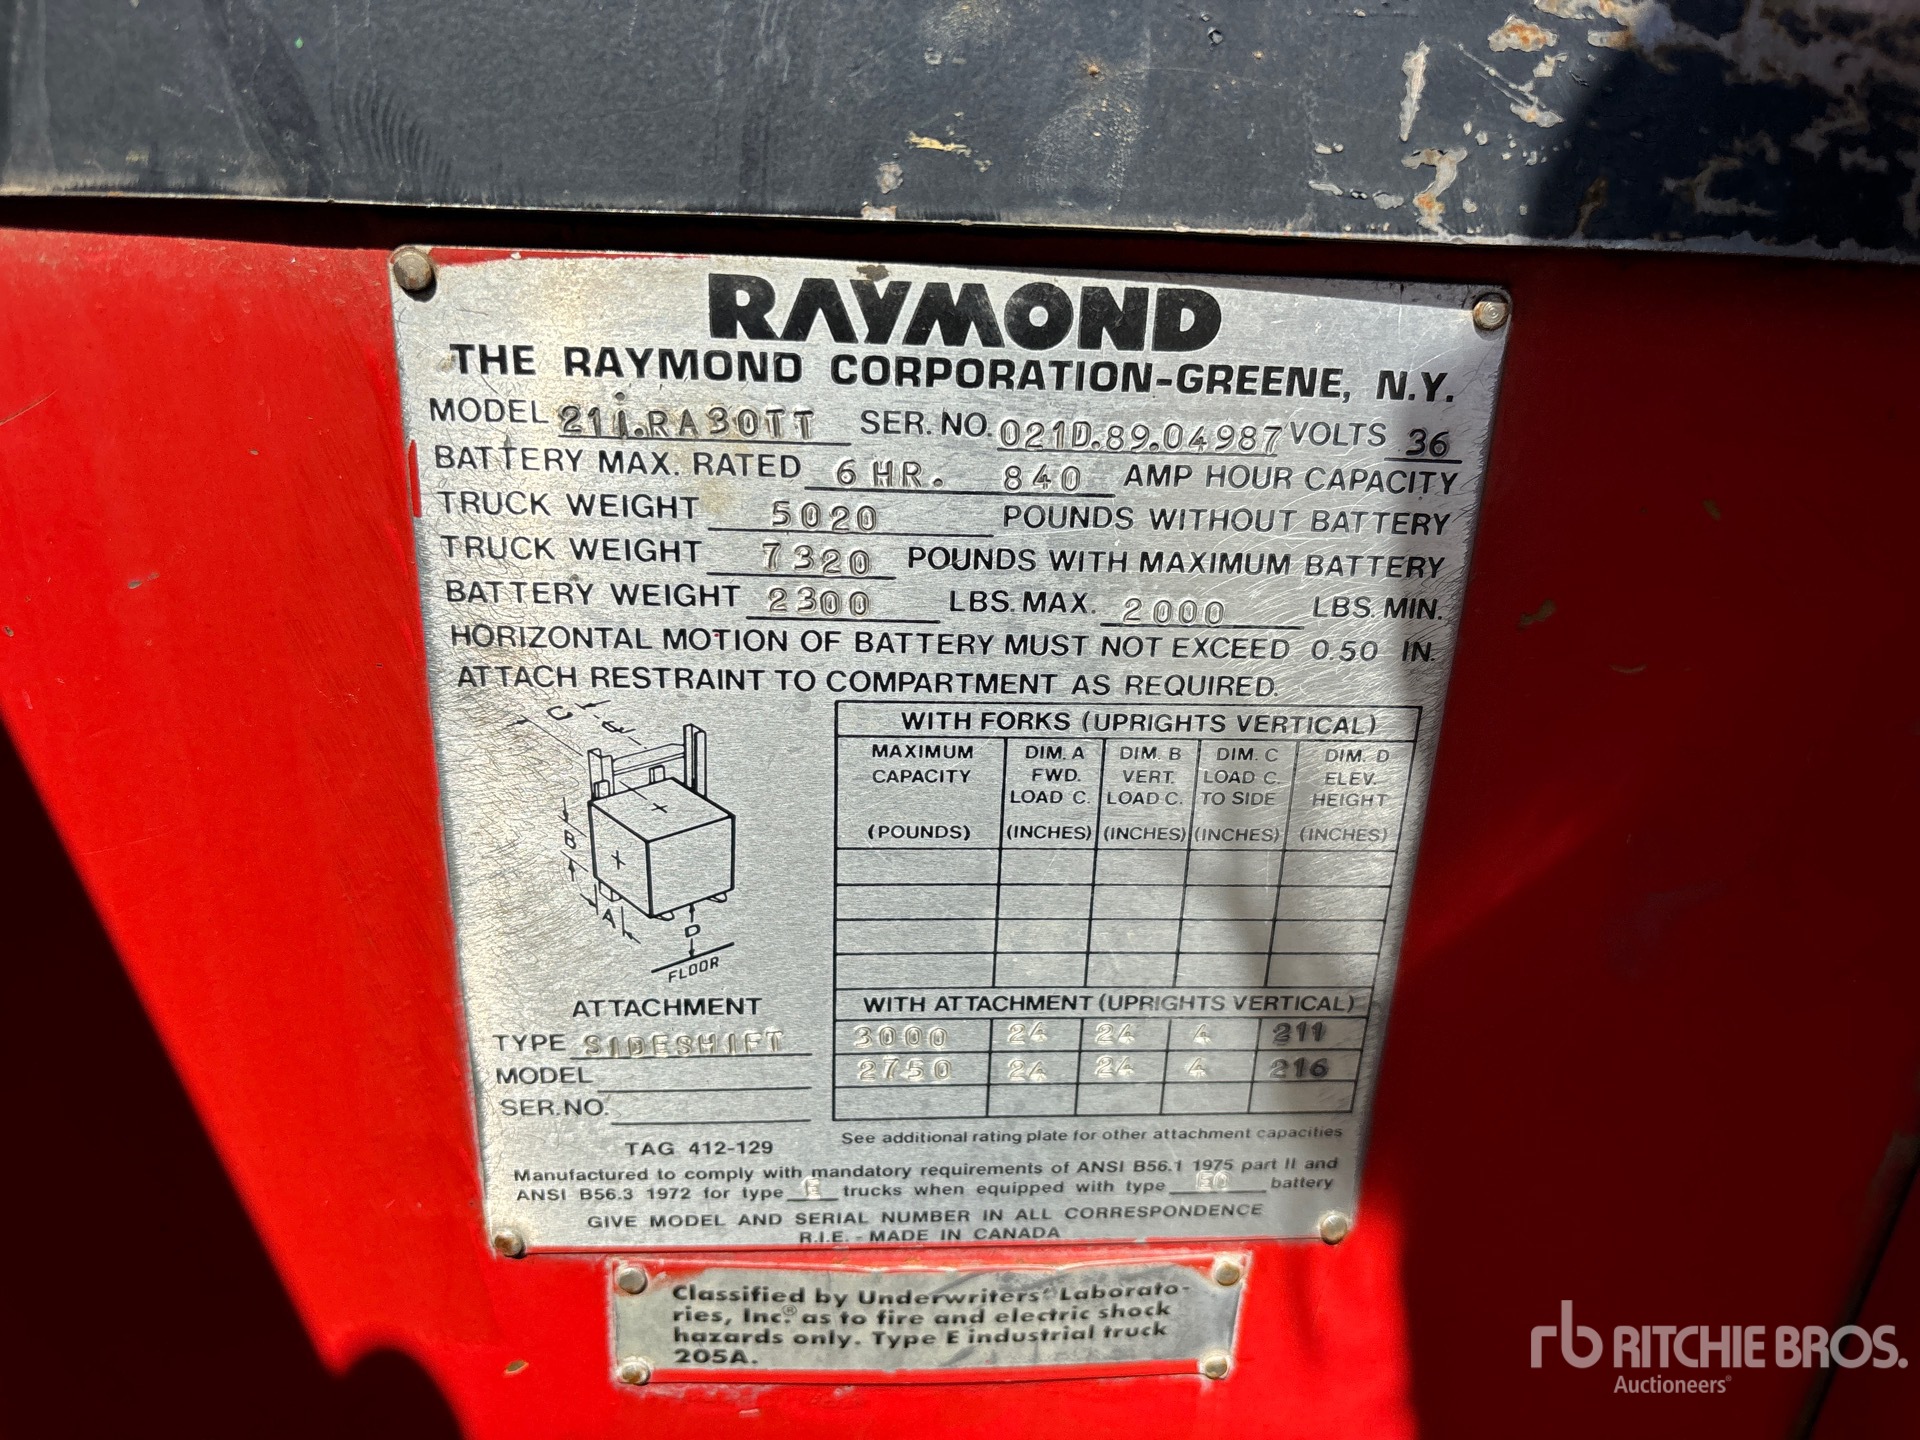 RAYMOND
THE RAYMOND CORPORATION-GREENE, N.Y.
MODEL 21i.RA30TT SER. NO. 021D.89.04987 VOLTS 36
BATTERY MAX. RATED 6 HR. 840 AMP HOUR CAPACITY
TRUCK WEIGHT 5020 POUNDS WITHOUT BATTERY
TRUCK WEIGHT 7320 POUNDS WITH MAXIMUM BATTERY
BATTERY WEIGHT 2300 LBS. MAX. 2000 LBS. MIN.
HORIZONTAL MOTION OF BATTERY MUST NOT EXCEED 0.50 IN.
ATTACH RESTRAINT TO COMPARTMENT AS REQUIRED.
C
B
A
D
FLOOR
WITH FORKS (UPRIGHTS VERTICAL)
MAXIMUM DIM. A DIM. B DIM. C DIM. D
CAPACITY FWD. VERT. LOAD C. ELEV.
LOAD C. LOAD C. TO SIDE HEIGHT
(POUNDS) (INCHES) (INCHES) (INCHES) (INCHES)
WITH ATTACHMENT (UPRIGHTS VERTICAL)
3000 24 24 4 211
2750 24 24 4 216
ATTACHMENT
TYPE SIDESHIFT
MODEL
SER. NO.
TAG 412-129
See additional rating plate for other attachment capacities
Manufactured to comply with mandatory requirements of ANSI B56.1 1975 part II and
ANSI B56.3 1972 for type E trucks when equipped with type EO battery
GIVE MODEL AND SERIAL NUMBER IN ALL CORRESPONDENCE
R.I.E. - MADE IN CANADA
Classified by Underwriters' Laborato-
ries, Inc.® as to fire and electric shock
hazards only. Type E industrial truck
205A.
rb RITCHIE BROS.
Auctioneers®